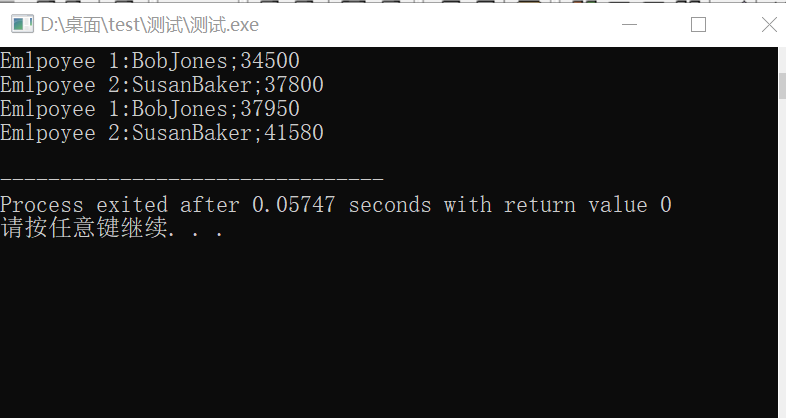 D:\桌面\test\测试\测试.exe
Emlpoyee 1:BobJones;34500
Emlpoyee 2:SusanBaker;37800
Emlpoyee 1:BobJones;37950
Emlpoyee 2:SusanBaker;41580
--------------------------------
Process exited after 0.05747 seconds with return value 0
请按任意键继续. . .